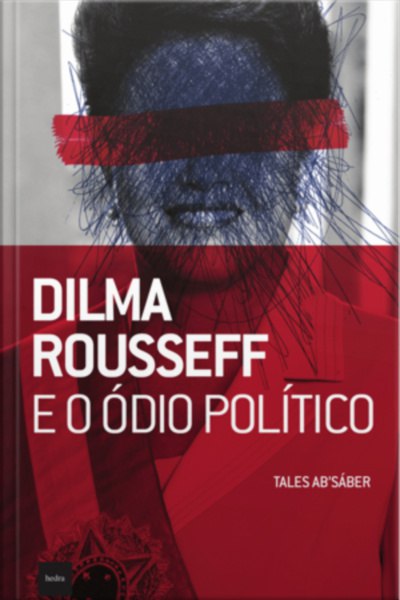 DILMA
ROUSSEFF
E O ÓDIO POLÍTICO
TALES AB'SÁBER
hedra